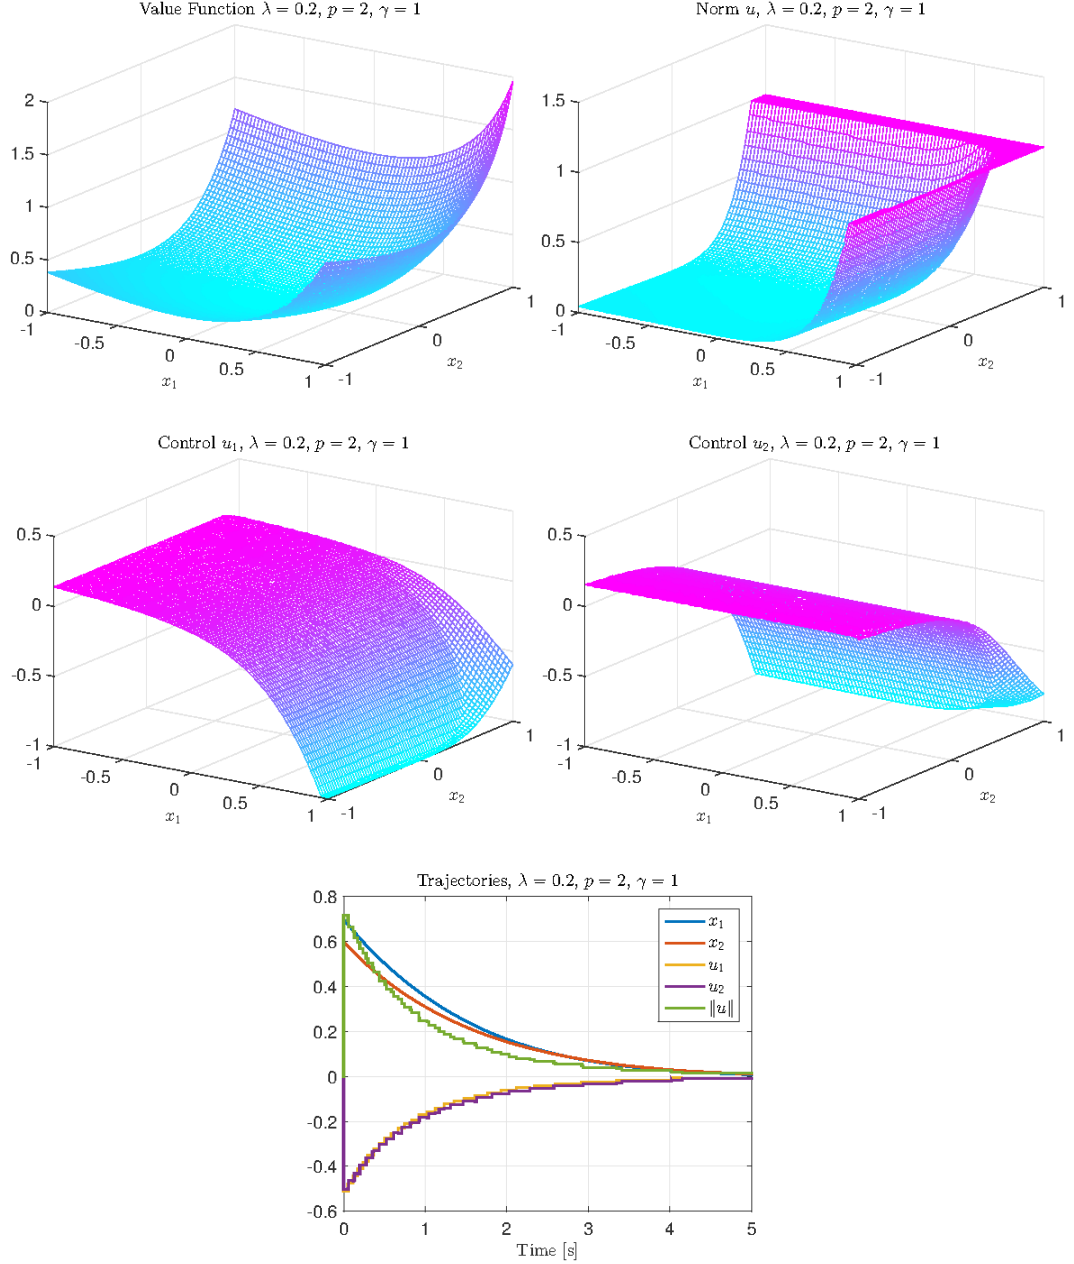 Value Function λ = 0.2, p = 2, γ = 1
2
1.5
1
0.5
0
-1
-0.5
0
0.5
1
x₁
-1
0
1
x₂
Norm u, λ = 0.2, p = 2, γ = 1
1.5
1
0.5
0
-1
-0.5
0
0.5
1
x₁
-1
0
1
x₂
Control u₁, λ = 0.2, p = 2, γ = 1
0.5
0
-0.5
-1
-1
-0.5
0
0.5
1
x₁
-1
0
1
x₂
Control u₂, λ = 0.2, p = 2, γ = 1
0.5
0
-0.5
-1
-1
-0.5
0
0.5
1
x₁
-1
0
1
x₂
Trajectories, λ = 0.2, p = 2, γ = 1
0.8
0.6
0.4
0.2
0
-0.2
-0.4
-0.6
x₁
x₂
u₁
u₂
‖u‖
0 1 2 3 4 5
Time [s]